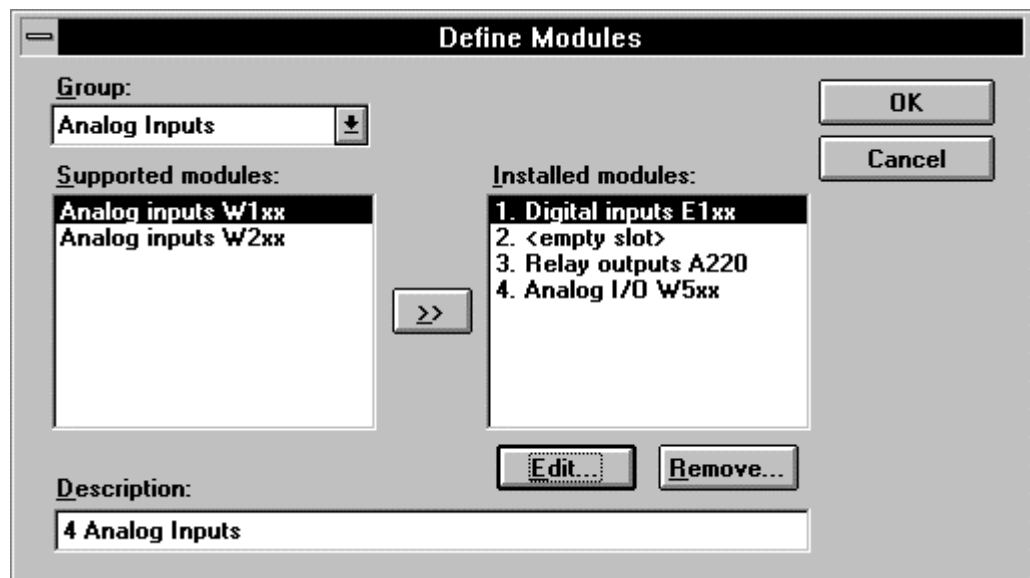 Define Modules
Group:
Analog Inputs
OK
Cancel
Supported modules:
Analog inputs W1xx
Analog inputs W2xx
>>
Installed modules:
1. Digital inputs E1xx
2. <empty slot>
3. Relay outputs A220
4. Analog I/O W5xx
Edit...
Remove...
Description:
4 Analog Inputs